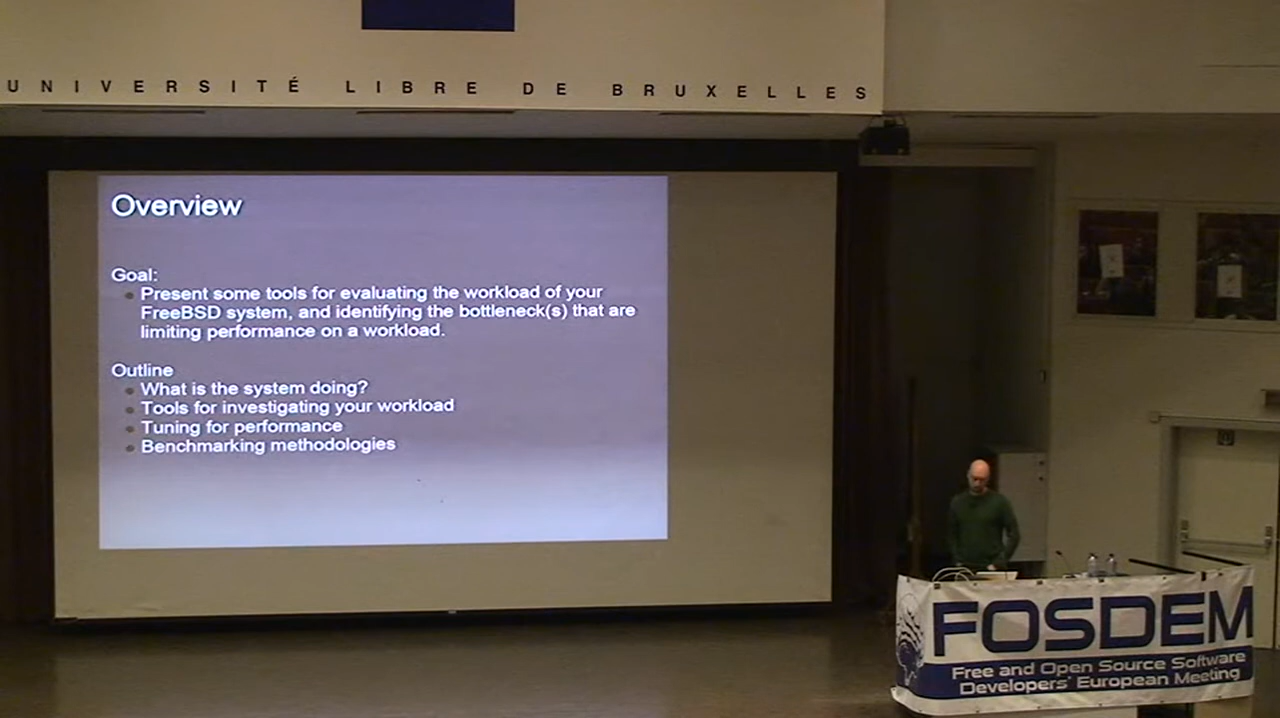 UNIVERSITÉ LIBRE DE BRUXELLES
Overview
Goal:
Present some tools for evaluating the workload of your
FreeBSD system, and identifying the bottleneck(s) that are
limiting performance on a workload.
Outline
What is the system doing?
Tools for investigating your workload
Tuning for performance
Benchmarking methodologies
FOSDEM
Free and Open Source Software
Developers' European Meeting